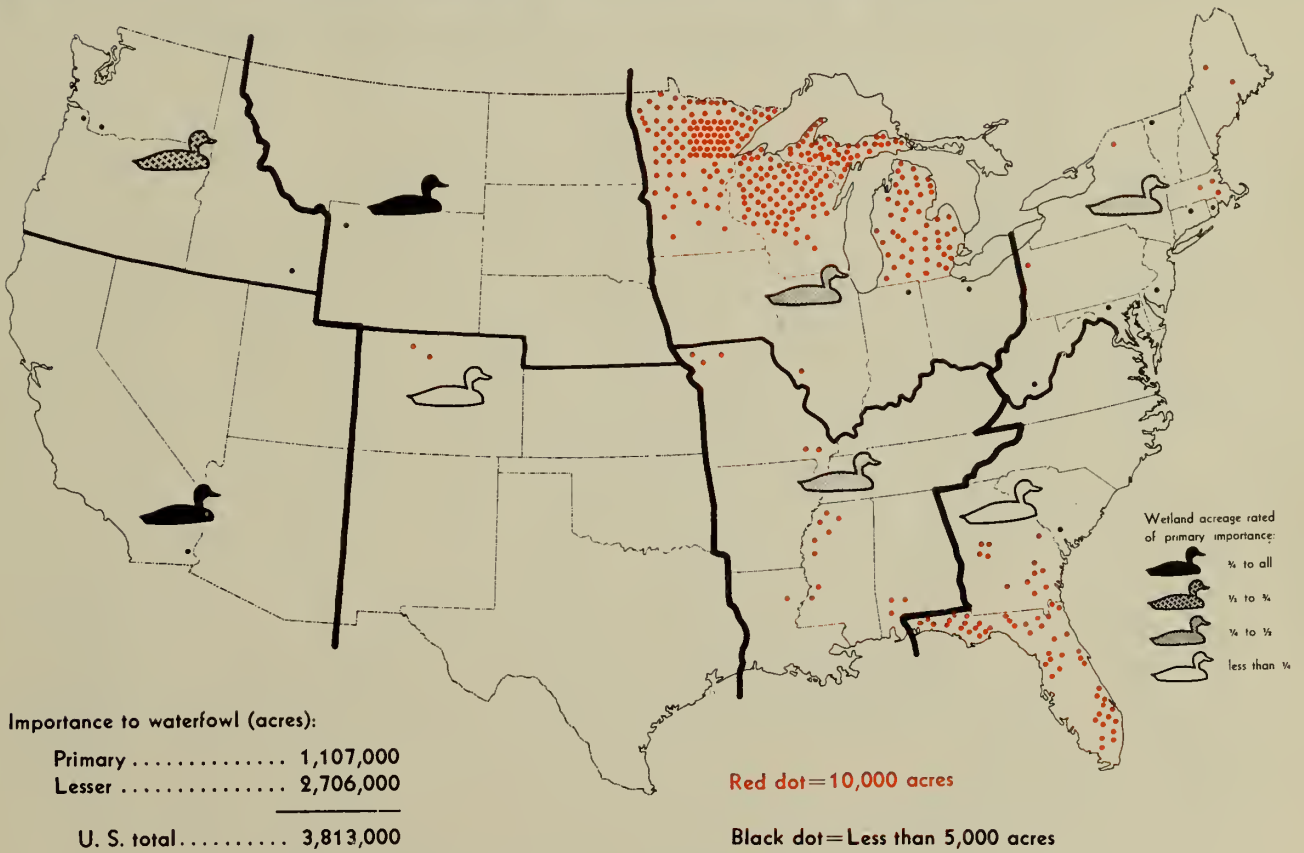 Wetland acreage rated
of primary importance:
¾ to all
½ to ¾
¼ to ½
less than ¼
Importance to waterfowl (acres):
Primary .............. 1,107,000
Lesser ............... 2,706,000
U. S. total.......... 3,813,000
Red dot=10,000 acres
Black dot=Less than 5,000 acres